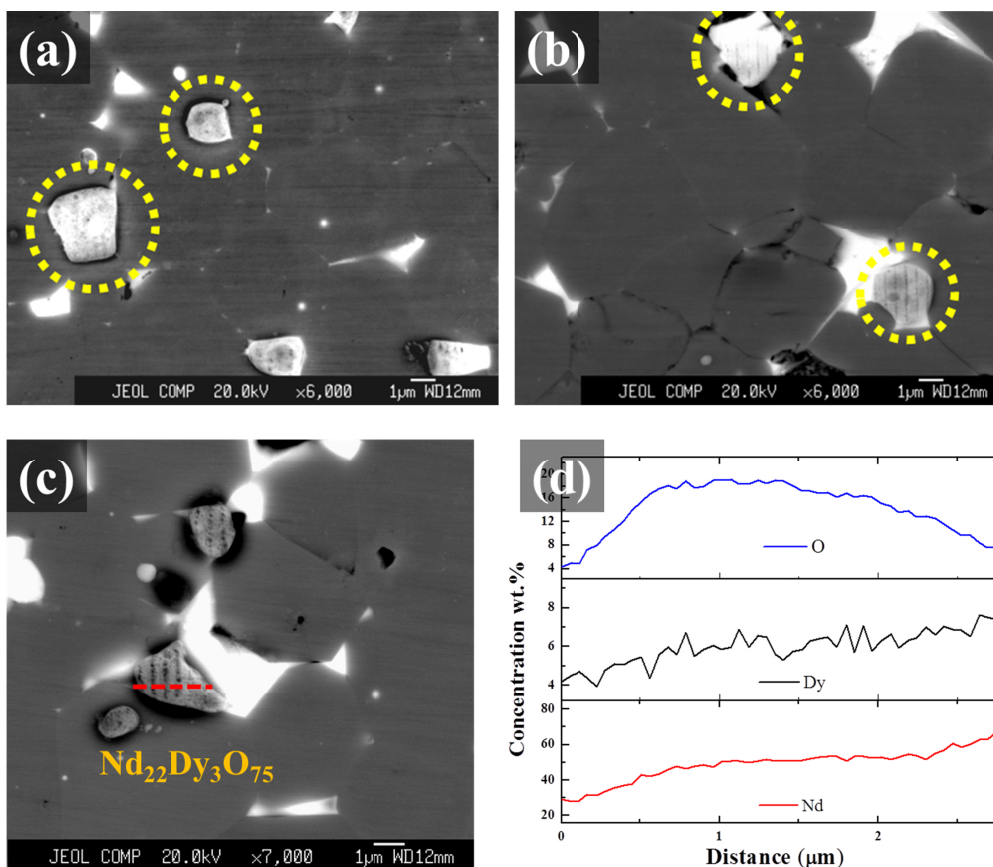 (a)
JEOL COMP 20.0kV ×6,000 1μm WD12mm
(b)
JEOL COMP 20.0kV ×6,000 1μm WD12mm
(c)
Nd₂₂Dy₃O₇₅
JEOL COMP 20.0kV ×7,000 1μm WD12mm
(d)
Concentration wt.%
20
16
12
8
4
O
8
6
4
Dy
80
60
40
20
Nd
0
1
2
Distance (μm)